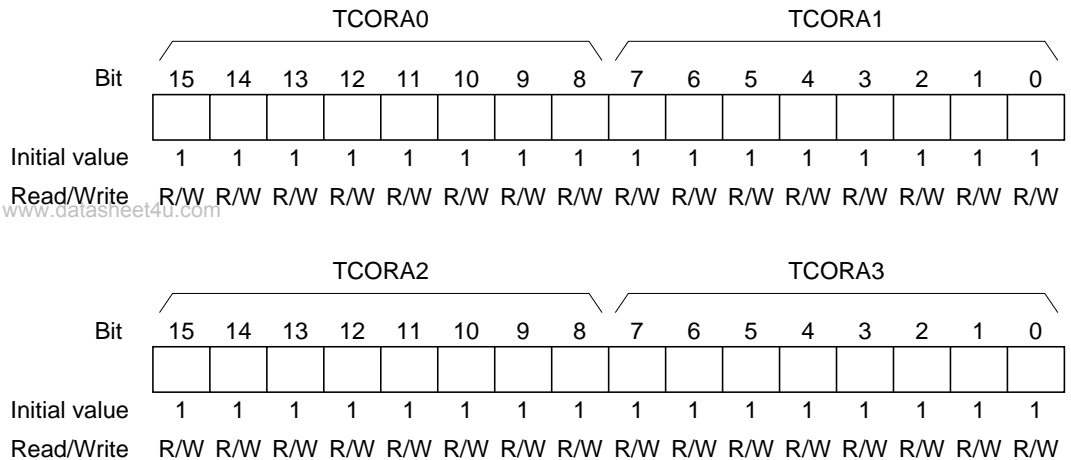 TCORA0 TCORA1
Bit 15 14 13 12 11 10 9 8 7 6 5 4 3 2 1 0
Initial value 1 1 1 1 1 1 1 1 1 1 1 1 1 1 1 1
Read/Write R/W R/W R/W R/W R/W R/W R/W R/W R/W R/W R/W R/W R/W R/W R/W R/W
www.datasheet4u.com
TCORA2 TCORA3
Bit 15 14 13 12 11 10 9 8 7 6 5 4 3 2 1 0
Initial value 1 1 1 1 1 1 1 1 1 1 1 1 1 1 1 1
Read/Write R/W R/W R/W R/W R/W R/W R/W R/W R/W R/W R/W R/W R/W R/W R/W R/W